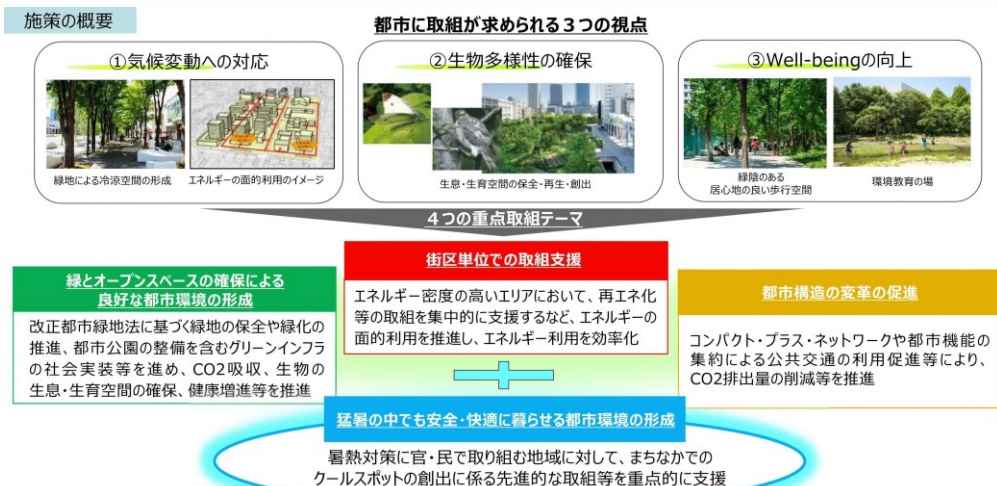 施策の概要
都市に取組が求められる３つの視点
①気候変動への対応
緑地による冷涼空間の形成
エネルギーの面的利用のイメージ
②生物多様性の確保
生息・生育空間の保全・再生・創出
③Well-beingの向上
緑陰のある
居心地の良い歩行空間
環境教育の場
４つの重点取組テーマ
緑とオープンスペースの確保による
良好な都市環境の形成
改正都市緑地法に基づく緑地の保全や緑化の
推進、都市公園の整備を含むグリーンインフラ
の社会実装等を進め、CO2吸収、生物の
生息・生育空間の確保、健康増進等を推進
街区単位での取組支援
エネルギー密度の高いエリアにおいて、再エネ化
等の取組を集中的に支援するなど、エネルギーの
面的利用を推進し、エネルギー利用を効率化
都市構造の変革の促進
コンパクト・プラス・ネットワークや都市機能の
集約による公共交通の利用促進等により、
CO2排出量の削減等を推進
猛暑の中でも安全・快適に暮らせる都市環境の形成
暑熱対策に官・民で取り組む地域に対して、まちなかでの
クールスポットの創出に係る先進的な取組等を重点的に支援